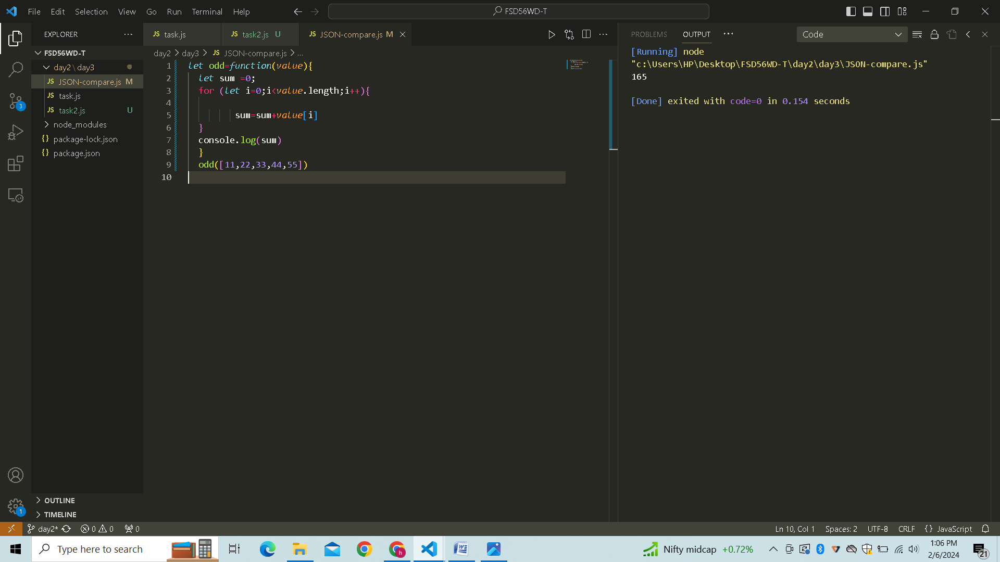 File Edit Selection View Go Run Terminal Help
FSD56WD-T
EXPLORER
FSD56WD-T
day2 \ day3
JS JSON-compare.js M
JS task.js
JS task2.js U
node_modules
{} package-lock.json
{} package.json
OUTLINE
TIMELINE
3
1
JS task.js
JS task2.js U
JS JSON-compare.js M
day2 > day3 > JS JSON-compare.js > ...
1 let odd=function(value){
2 let sum =0;
3 for (let i=0;i<value.length;i++){
4
5 sum=sum+value[i]
6 }
7 console.log(sum)
8 }
9 odd([11,22,33,44,55])
10
PROBLEMS OUTPUT ...
Code
[Running] node
"c:\Users\HP\Desktop\FSD56WD-T\day2\day3\JSON-compare.js"
165
[Done] exited with code=0 in 0.154 seconds
day2* 0 0 0
Ln 10, Col 1 Spaces: 2 UTF-8 CRLF {} JavaScript
Type here to search
Nifty midcap +0.72%
1:06 PM
2/6/2024
21